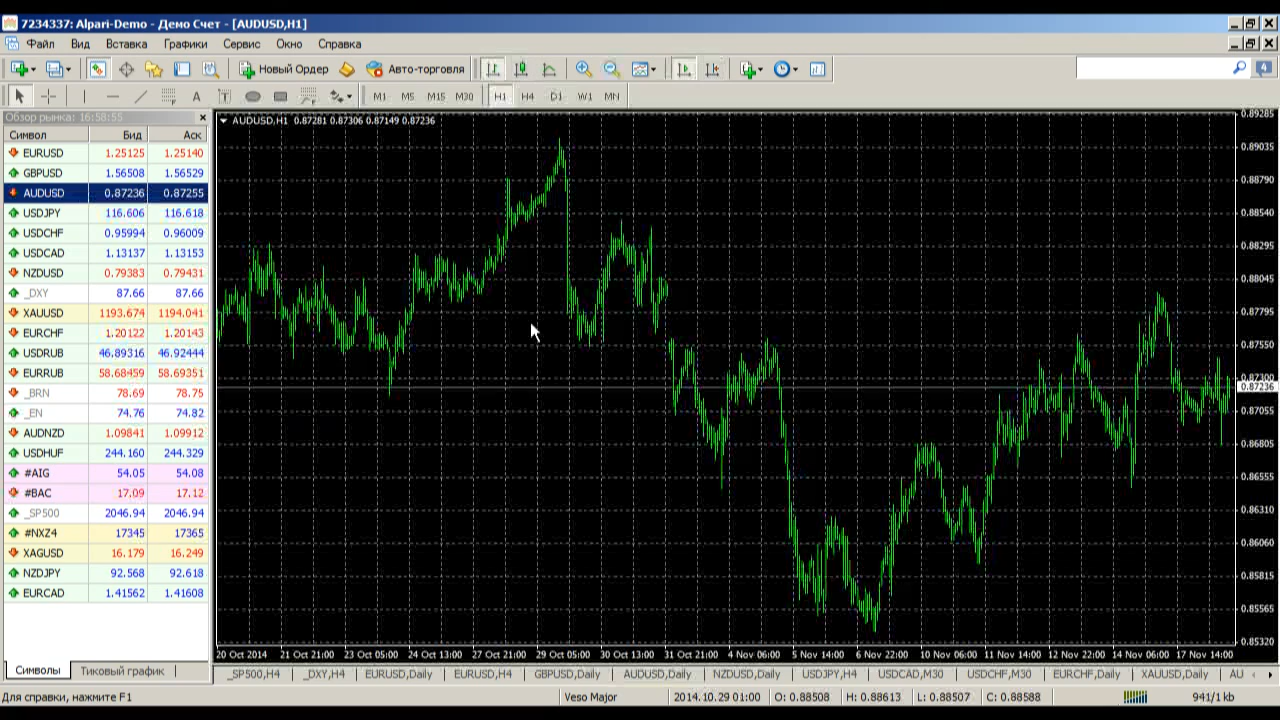 7234337: Alpari-Demo - Демо Счет - [AUDUSD,H1]
Файл Вид Вставка Графики Сервис Окно Справка
Новый Ордер Авто-торговля 4
A T M1 M5 M15 M30 H1 H4 D1 W1 MN
Обзор рынка: 16:58:55
Символ Бид Аск
EURUSD 1.25125 1.25140
GBPUSD 1.56508 1.56529
AUDUSD 0.87236 0.87255
USDJPY 116.606 116.618
USDCHF 0.95994 0.96009
USDCAD 1.13137 1.13153
NZDUSD 0.79383 0.79431
_DXY 87.66 87.66
XAUUSD 1193.674 1194.041
EURCHF 1.20122 1.20143
USDRUB 46.89316 46.92444
EURRUB 58.68459 58.69351
_BRN 78.69 78.75
_EN 74.76 74.82
AUDNZD 1.09841 1.09912
USDHUF 244.160 244.329
#AIG 54.05 54.08
#BAC 17.09 17.12
_SP500 2046.94 2046.94
#NXZ4 17345 17365
XAGUSD 16.179 16.249
NZDJPY 92.568 92.618
EURCAD 1.41562 1.41608
Символы Тиковый график
AUDUSD,H1 0.87281 0.87306 0.87149 0.87236
0.89285
0.89035
0.88790
0.88540
0.88295
0.88045
0.87795
0.87550
0.87300
0.87236
0.87055
0.86805
0.86555
0.86310
0.86060
0.85815
0.85565
0.85320
20 Oct 2014 21 Oct 21:00 23 Oct 05:00 24 Oct 13:00 27 Oct 21:00 29 Oct 05:00 30 Oct 13:00 31 Oct 21:00 4 Nov 06:00 5 Nov 14:00 6 Nov 22:00 10 Nov 06:00 11 Nov 14:00 12 Nov 22:00 14 Nov 06:00 17 Nov 14:00
_SP500,H4 _DXY,H4 EURUSD,Daily EURUSD,H4 GBPUSD,Daily AUDUSD,Daily NZDUSD,Daily USDJPY,H4 USDCAD,M30 USDCHF,M30 EURCHF,Daily XAUUSD,Daily AU
Для справки, нажмите F1 Veso Major 2014.10.29 01:00 O: 0.88508 H: 0.88613 L: 0.88507 C: 0.88588 941/1 kb